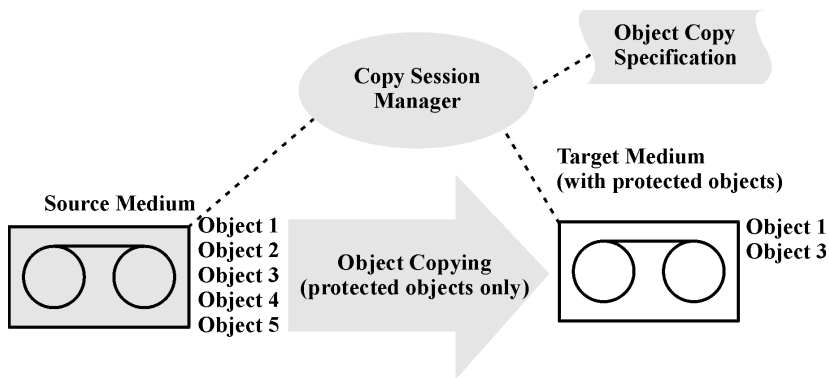 Object Copy
Specification
Copy Session
Manager
Target Medium
(with protected objects)
Source Medium
Object 1
Object 2
Object 3
Object 4
Object 5
Object Copying
(protected objects only)
Object 1
Object 3